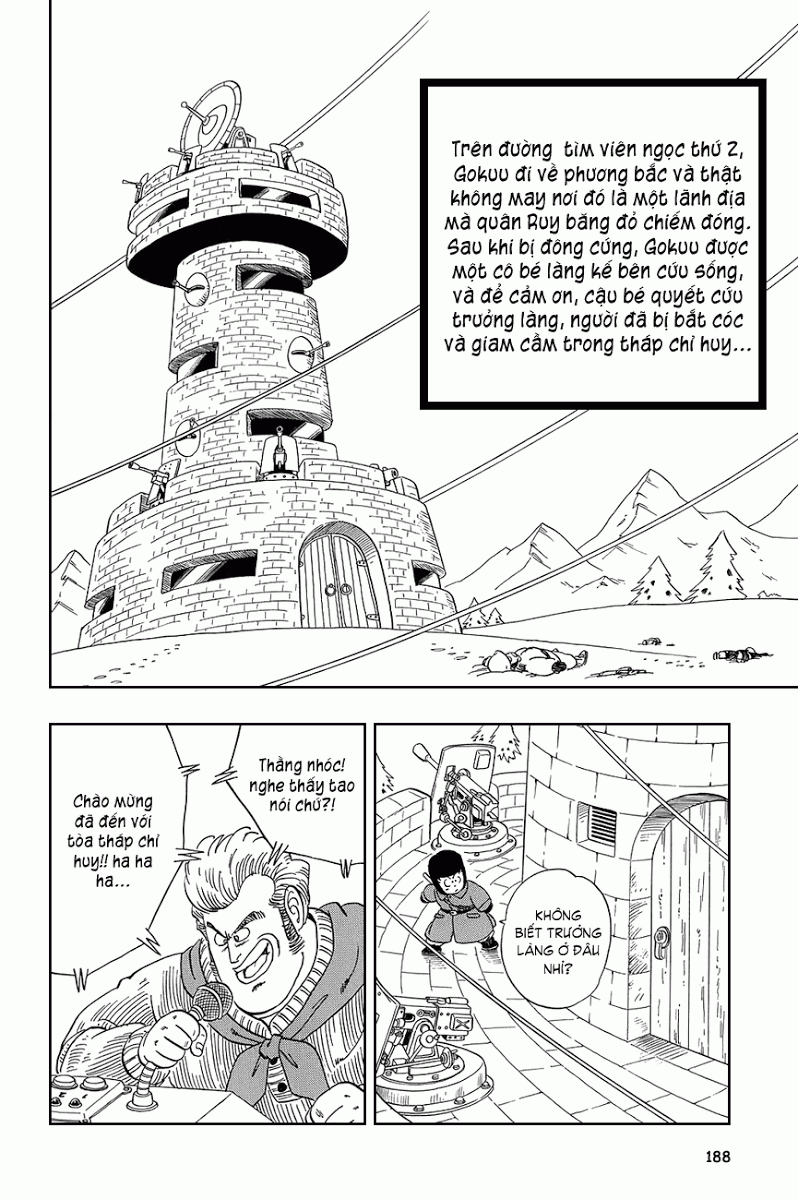 Trên đường tìm viên ngọc thứ 2,
Gokuu đi về phương bắc và thật
không may nơi đó là một lãnh địa
mà quân Ruy băng đỏ chiếm đóng.
Sau khi bị đông cứng, Gokuu được
một cô bé làng kế bên cứu sống,
và để cảm ơn, cậu bé quyết cứu
trưởng làng, người đã bị bắt cóc
và giam cầm trong tháp chỉ huy...
Thằng nhóc!
nghe thấy tao
nói chứ?!
Chào mừng
đã đến với
tòa tháp chỉ
huy!! ha ha
ha...
KHÔNG
BIẾT TRƯỞNG
LÀNG Ở ĐÂU
NHỈ?
188